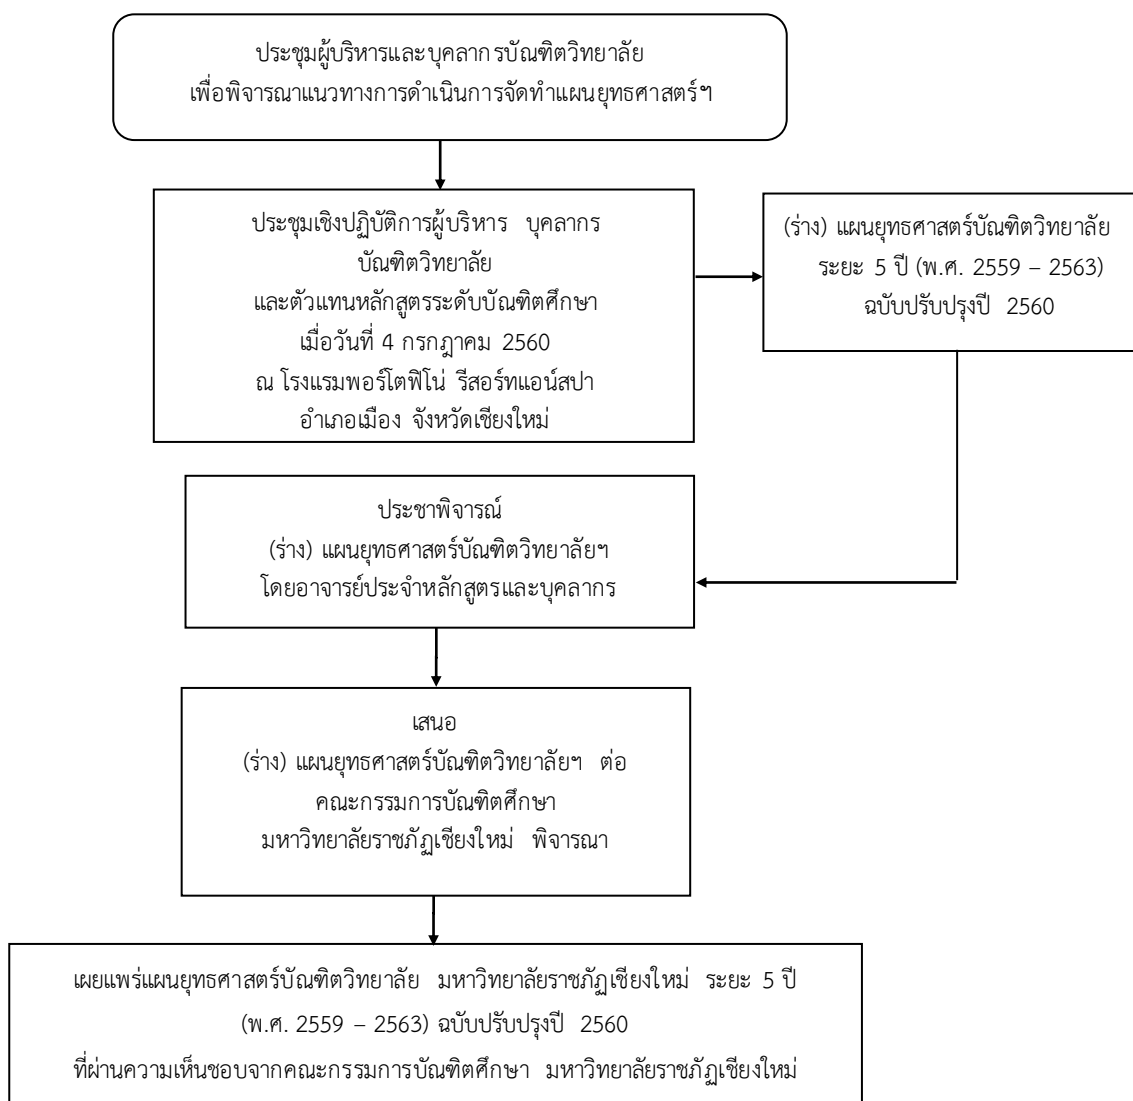 ประชุมผู้บริหารและบุคลากรบัณฑิตวิทยาลัย
เพื่อพิจารณาแนวทางการดำเนินการจัดทำแผนยุทธศาสตร์ฯ
ประชุมเชิงปฏิบัติการผู้บริหาร บุคลากร
บัณฑิตวิทยาลัย
และตัวแทนหลักสูตรระดับบัณฑิตศึกษา
เมื่อวันที่ 4 กรกฎาคม 2560
ณ โรงแรมพอร์โตฟิโน่ รีสอร์ทแอน์สปา
อำเภอเมือง จังหวัดเชียงใหม่
(ร่าง) แผนยุทธศาสตร์บัณฑิตวิทยาลัย
ระยะ 5 ปี (พ.ศ. 2559 – 2563)
ฉบับปรับปรุงปี 2560
ประชาพิจารณ์
(ร่าง) แผนยุทธศาสตร์บัณฑิตวิทยาลัยฯ
โดยอาจารย์ประจำหลักสูตรและบุคลากร
เสนอ
(ร่าง) แผนยุทธศาสตร์บัณฑิตวิทยาลัยฯ ต่อ
คณะกรรมการบัณฑิตศึกษา
มหาวิทยาลัยราชภัฏเชียงใหม่ พิจารณา
เผยแพร่แผนยุทธศาสตร์บัณฑิตวิทยาลัย มหาวิทยาลัยราชภัฏเชียงใหม่ ระยะ 5 ปี
(พ.ศ. 2559 – 2563) ฉบับปรับปรุงปี 2560
ที่ผ่านความเห็นชอบจากคณะกรรมการบัณฑิตศึกษา มหาวิทยาลัยราชภัฏเชียงใหม่